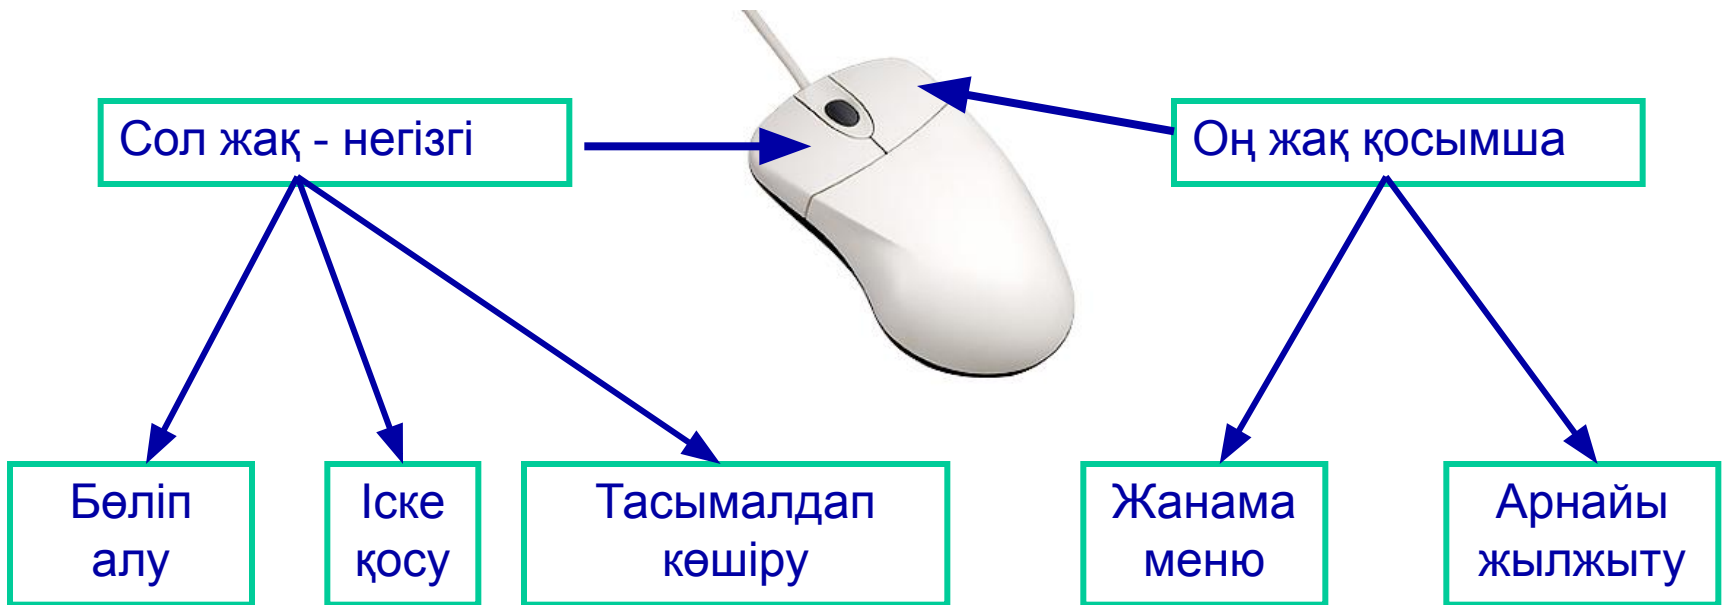 Сол жақ - негізгі
Оң жақ қосымша
Бөліп
алу
Іске
қосу
Тасымалдап
көшіру
Жанама
меню
Арнайы
жылжыту